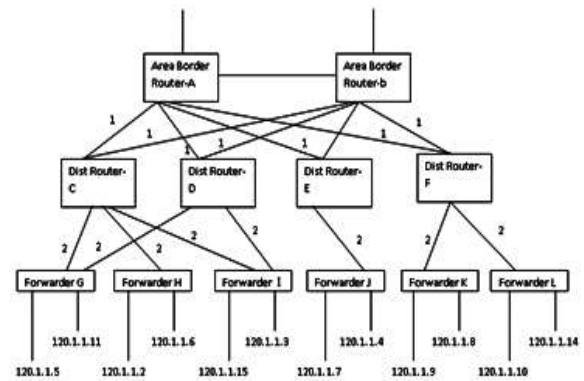 Area Border
Router-A
Area Border
Router-b
1
1
1
1
1
1
Dist Router-
C
Dist Router-
D
Dist Router-
E
Dist Router-
F
2
2
2
2
2
2
2
2
Forwarder G
Forwarder H
Forwarder I
Forwarder J
Forwarder K
Forwarder L
120.1.1.11
120.1.1.6
120.1.1.3
120.1.1.4
120.1.1.8
120.1.1.14
120.1.1.5
120.1.1.2
120.1.1.15
120.1.1.7
120.1.1.9
120.1.1.10